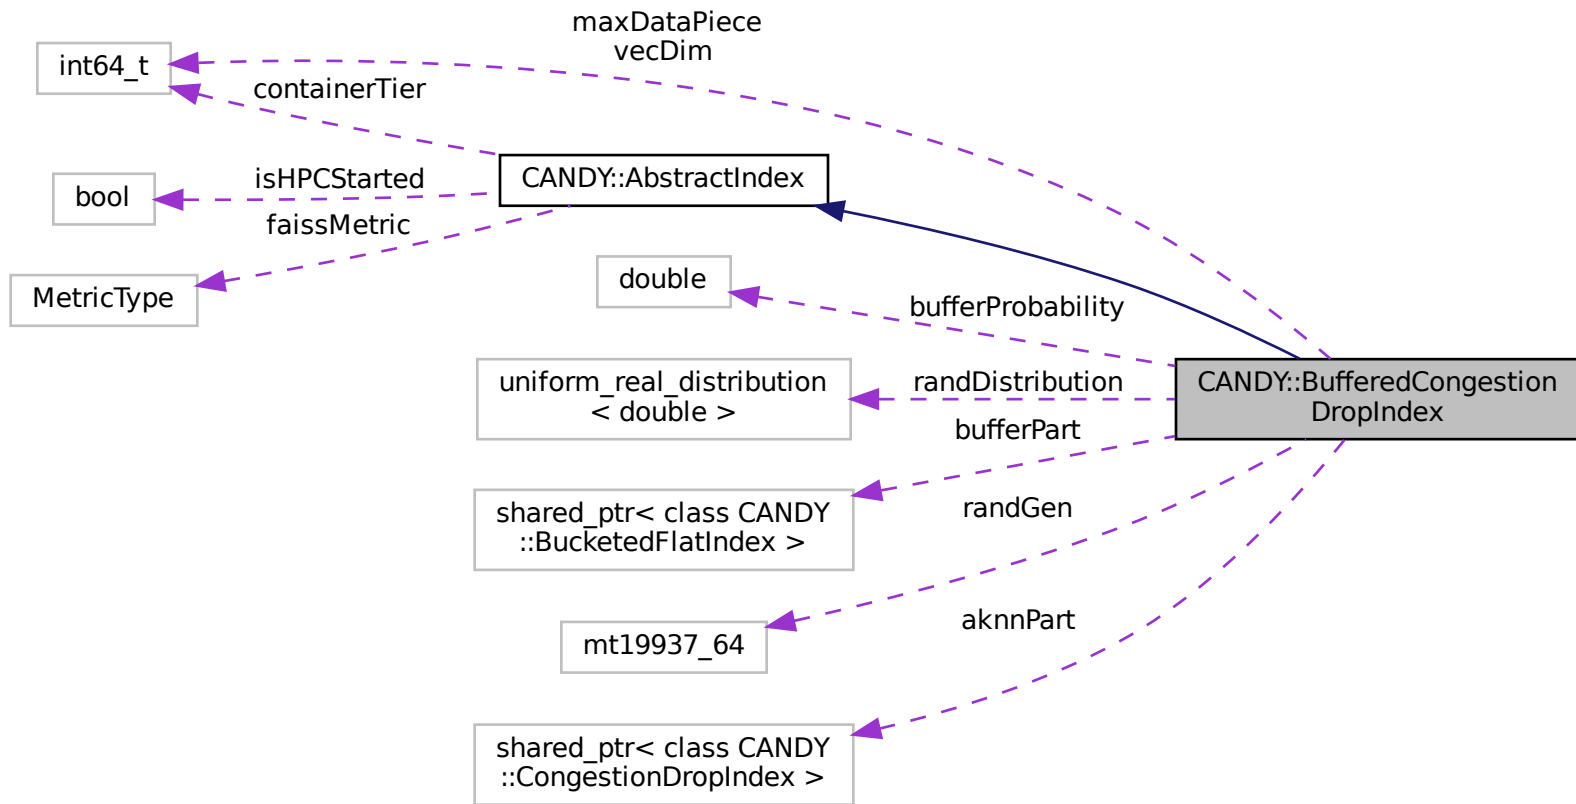 maxDataPiece
vecDim
int64_t
containerTier
CANDY::AbstractIndex
isHPCStarted
bool
faissMetric
MetricType
double
bufferProbability
CANDY::BufferedCongestion
DropIndex
uniform_real_distribution
< double >
randDistribution
bufferPart
shared_ptr< class CANDY
::BucketedFlatIndex >
randGen
mt19937_64
aknnPart
shared_ptr< class CANDY
::CongestionDropIndex >